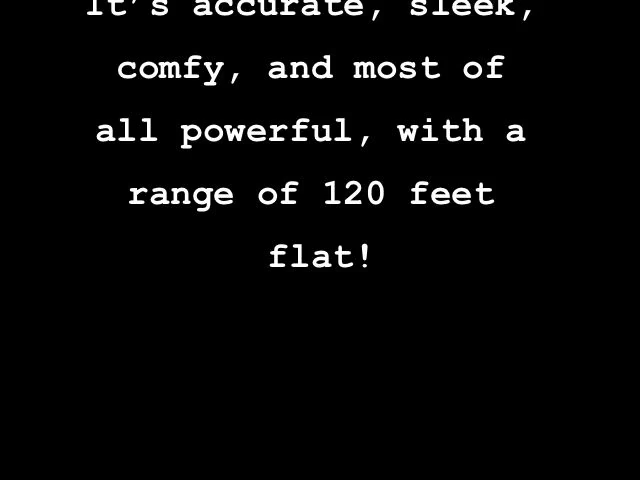 It's accurate, sleek,
comfy, and most of
all powerful, with a
range of 120 feet
flat!